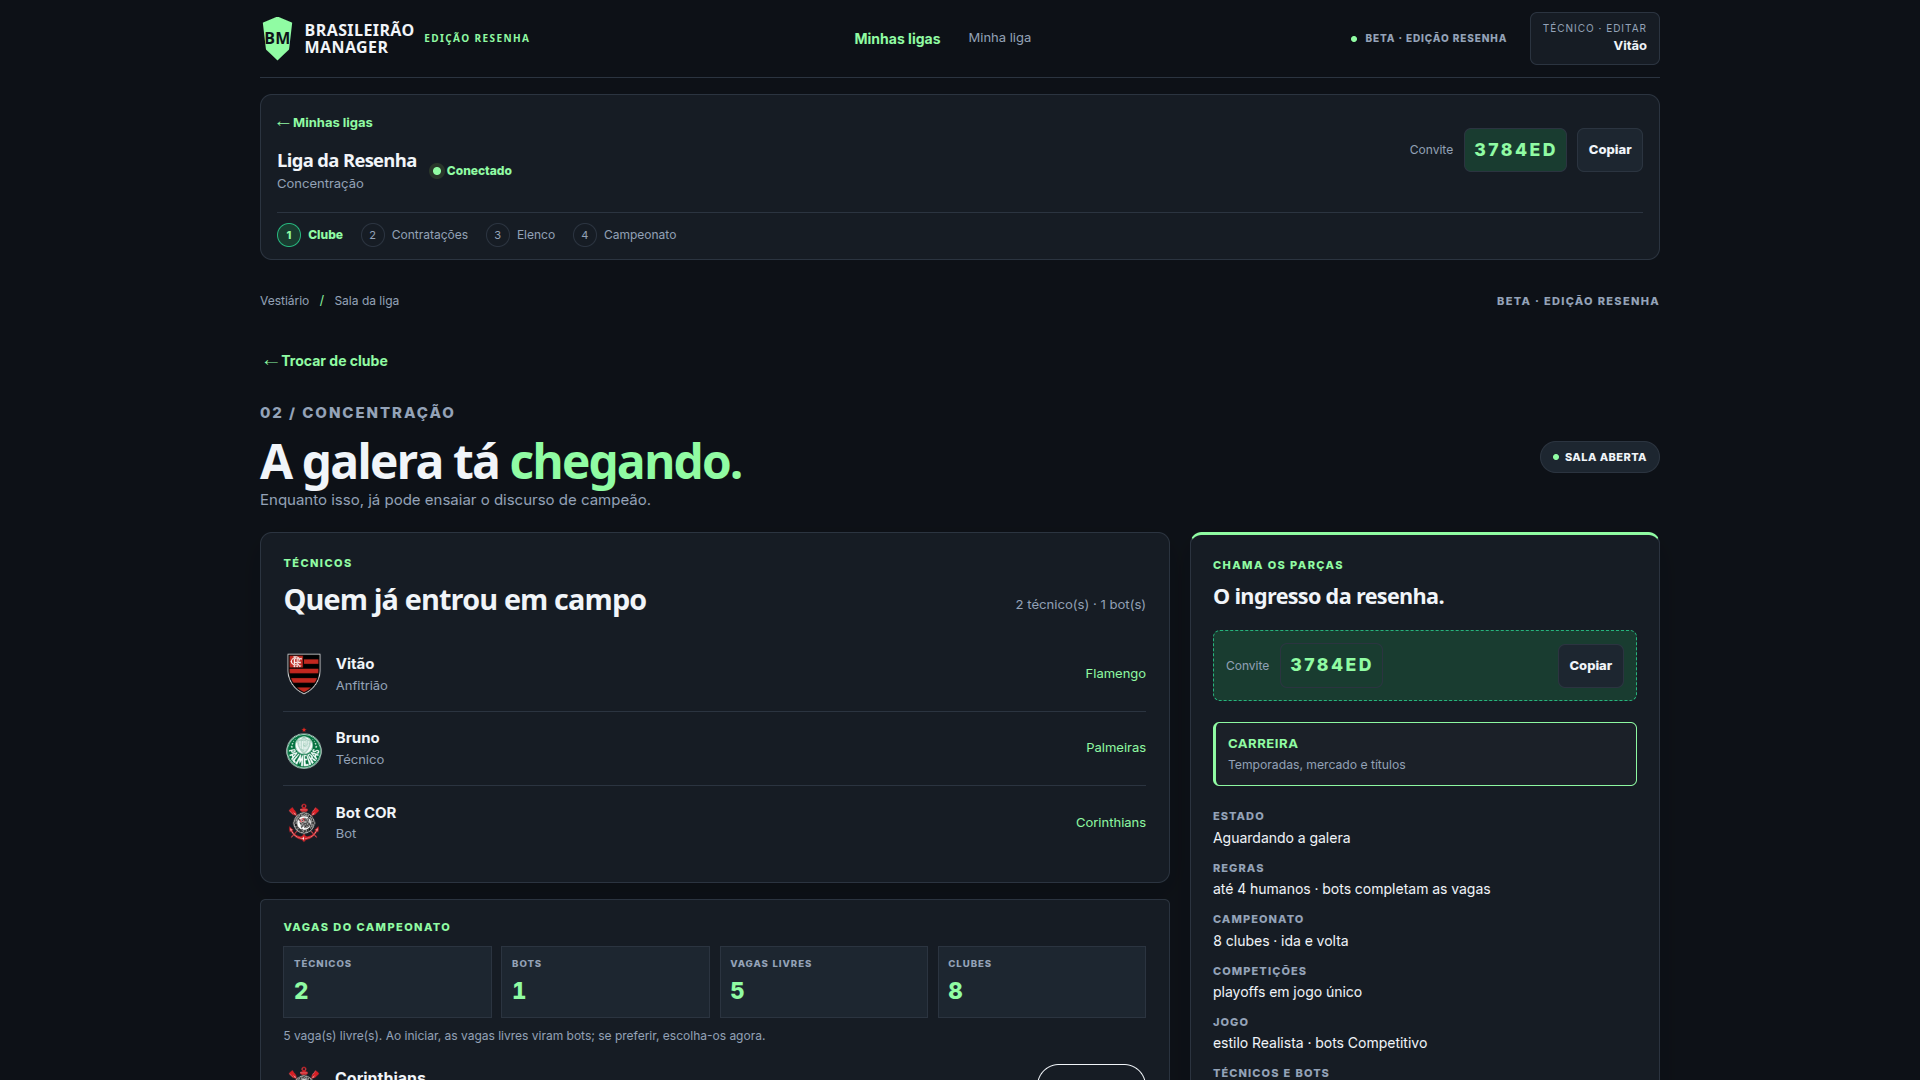 BM
BRASILEIRÃO
MANAGER
EDIÇÃO RESENHA
Minhas ligas
Minha liga
BETA · EDIÇÃO RESENHA
TÉCNICO · EDITAR
Vitão
← Minhas ligas
Liga da Resenha
Concentração
Conectado
Convite
3784ED
Copiar
1 Clube
2 Contratações
3 Elenco
4 Campeonato
Vestiário / Sala da liga
BETA · EDIÇÃO RESENHA
← Trocar de clube
02 / CONCENTRAÇÃO
A galera tá chegando.
Enquanto isso, já pode ensaiar o discurso de campeão.
SALA ABERTA
TÉCNICOS
Quem já entrou em campo
2 técnico(s) · 1 bot(s)
Vitão
Anfitrião
Flamengo
Bruno
Técnico
Palmeiras
Bot COR
Bot
Corinthians
VAGAS DO CAMPEONATO
TÉCNICOS
2
BOTS
1
VAGAS LIVRES
5
CLUBES
8
5 vaga(s) livre(s). Ao iniciar, as vagas livres viram bots; se preferir, escolha-os agora.
Corinthians
CHAMA OS PARÇAS
O ingresso da resenha.
Convite
3784ED
Copiar
CARREIRA
Temporadas, mercado e títulos
ESTADO
Aguardando a galera
REGRAS
até 4 humanos · bots completam as vagas
CAMPEONATO
8 clubes · ida e volta
COMPETIÇÕES
playoffs em jogo único
JOGO
estilo Realista · bots Competitivo
TÉCNICOS E BOTS